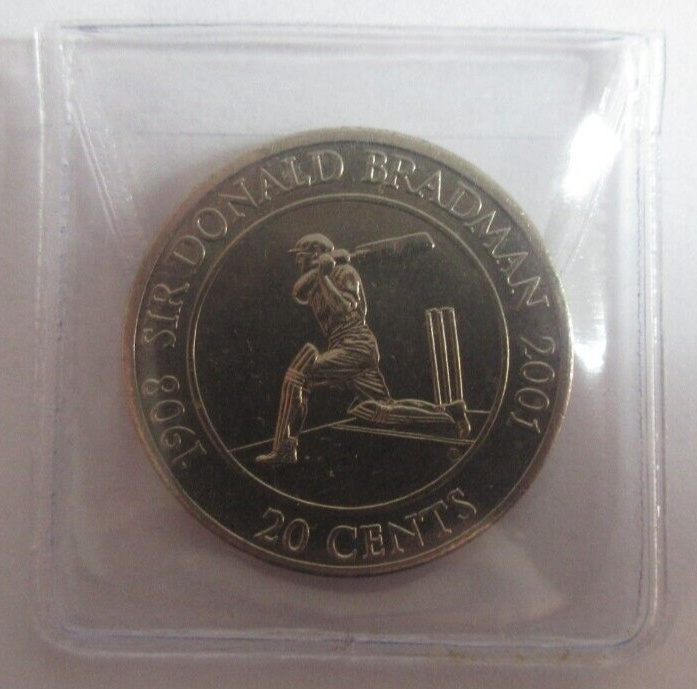 1908 SIR DONALD BRADMAN 2001
20 CENTS